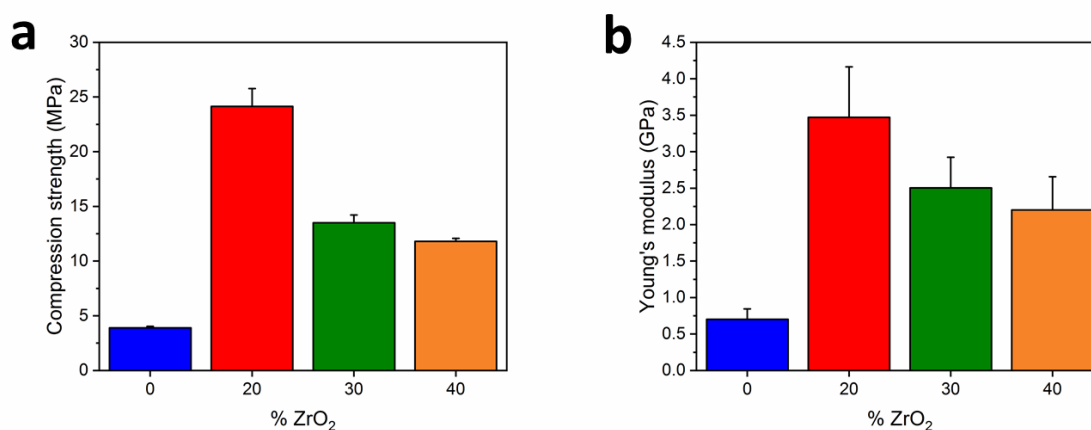 a
Compression strength (MPa)
30
25
20
15
10
5
0
0 20 30 40
% ZrO₂
b
Young's modulus (GPa)
4.5
4.0
3.5
3.0
2.5
2.0
1.5
1.0
0.5
0.0
0 20 30 40
% ZrO₂